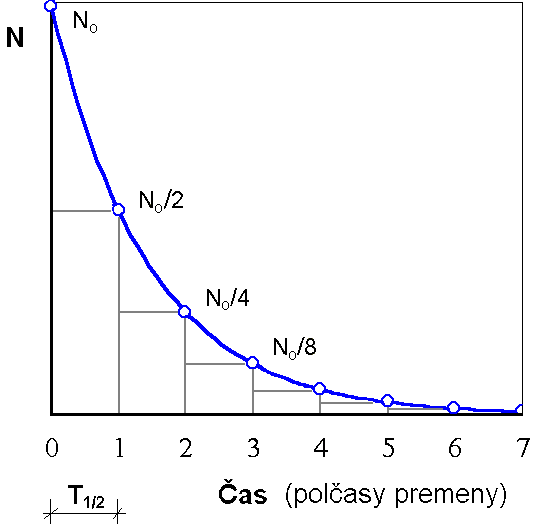 N₀
N
N₀/2
N₀/4
N₀/8
0 1 2 3 4 5 6 7
T₁/₂
Čas (polčasy premeny)